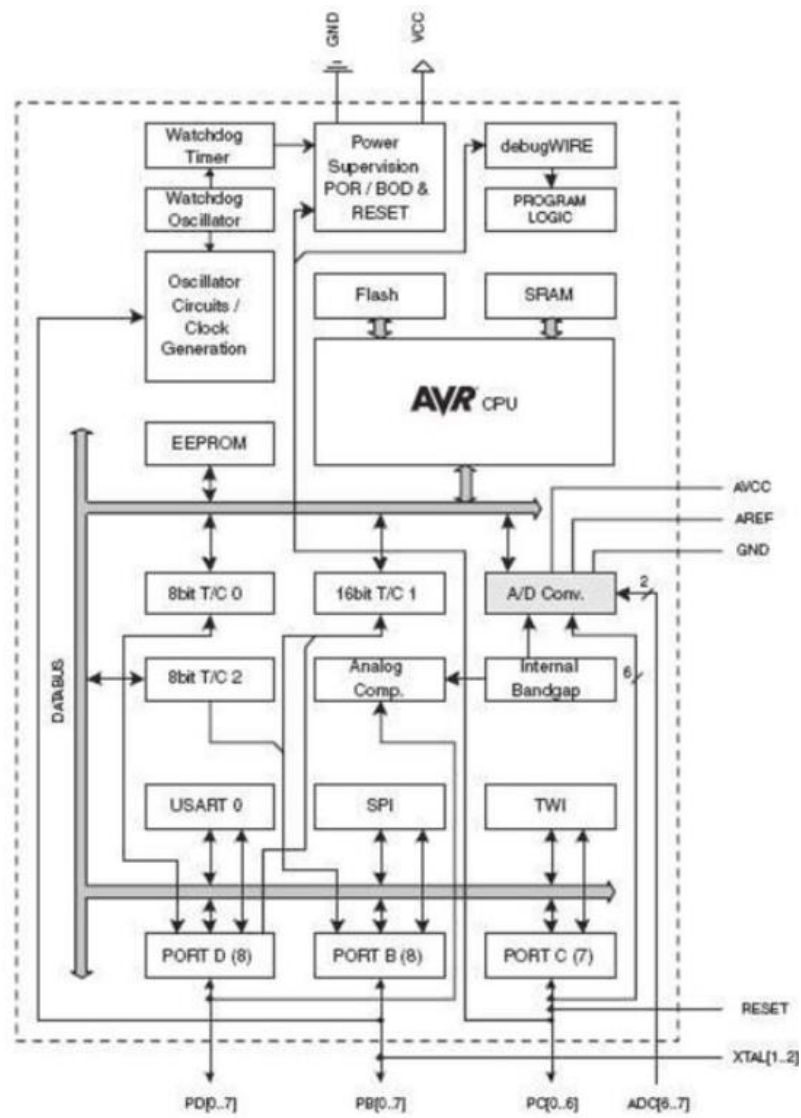 GND
VCC
Watchdog
Timer
Power
Supervision
POR / BOD &
RESET
debugWIRE
Watchdog
Oscillator
PROGRAM
LOGIC
Oscillator
Circuits /
Clock
Generation
Flash
SRAM
AVR CPU
EEPROM
AVCC
AREF
GND
8bit T/C 0
16bit T/C 1
A/D Conv.
2
DATABUS
8bit T/C 2
Analog
Comp.
Internal
Bandgap
6
USART 0
SPI
TWI
PORT D (8)
PORT B (8)
PORT C (7)
RESET
XTAL[1..2]
PD[0..7]
PB[0..7]
PC[0..6]
ADC[6..7]